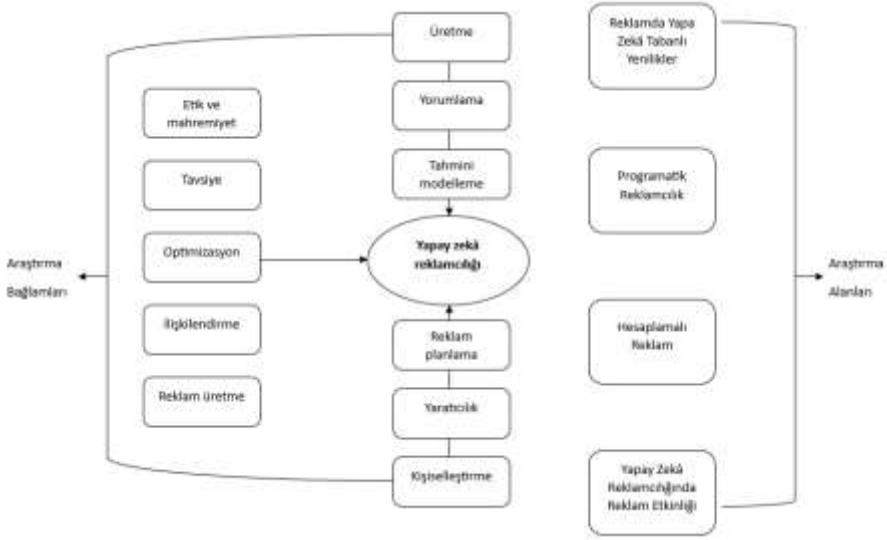 Üretme
Yorumlama
Tahmini
modelleme
Etik ve
mahremiyet
Tavsiye
Optimizasyon
İlişkilendirme
Reklam üretme
Araştırma
Bağlamları
Yapay zekâ
reklamcılığı
Reklam
planlama
Yaratıcılık
Kişiselleştirme
Reklamda Yapa
Zekâ Tabanlı
Yenilikler
Programatik
Reklamcılık
Hesaplamalı
Reklam
Yapay Zekâ
Reklamcılığında
Reklam Etkinliği
Araştırma
Alanları